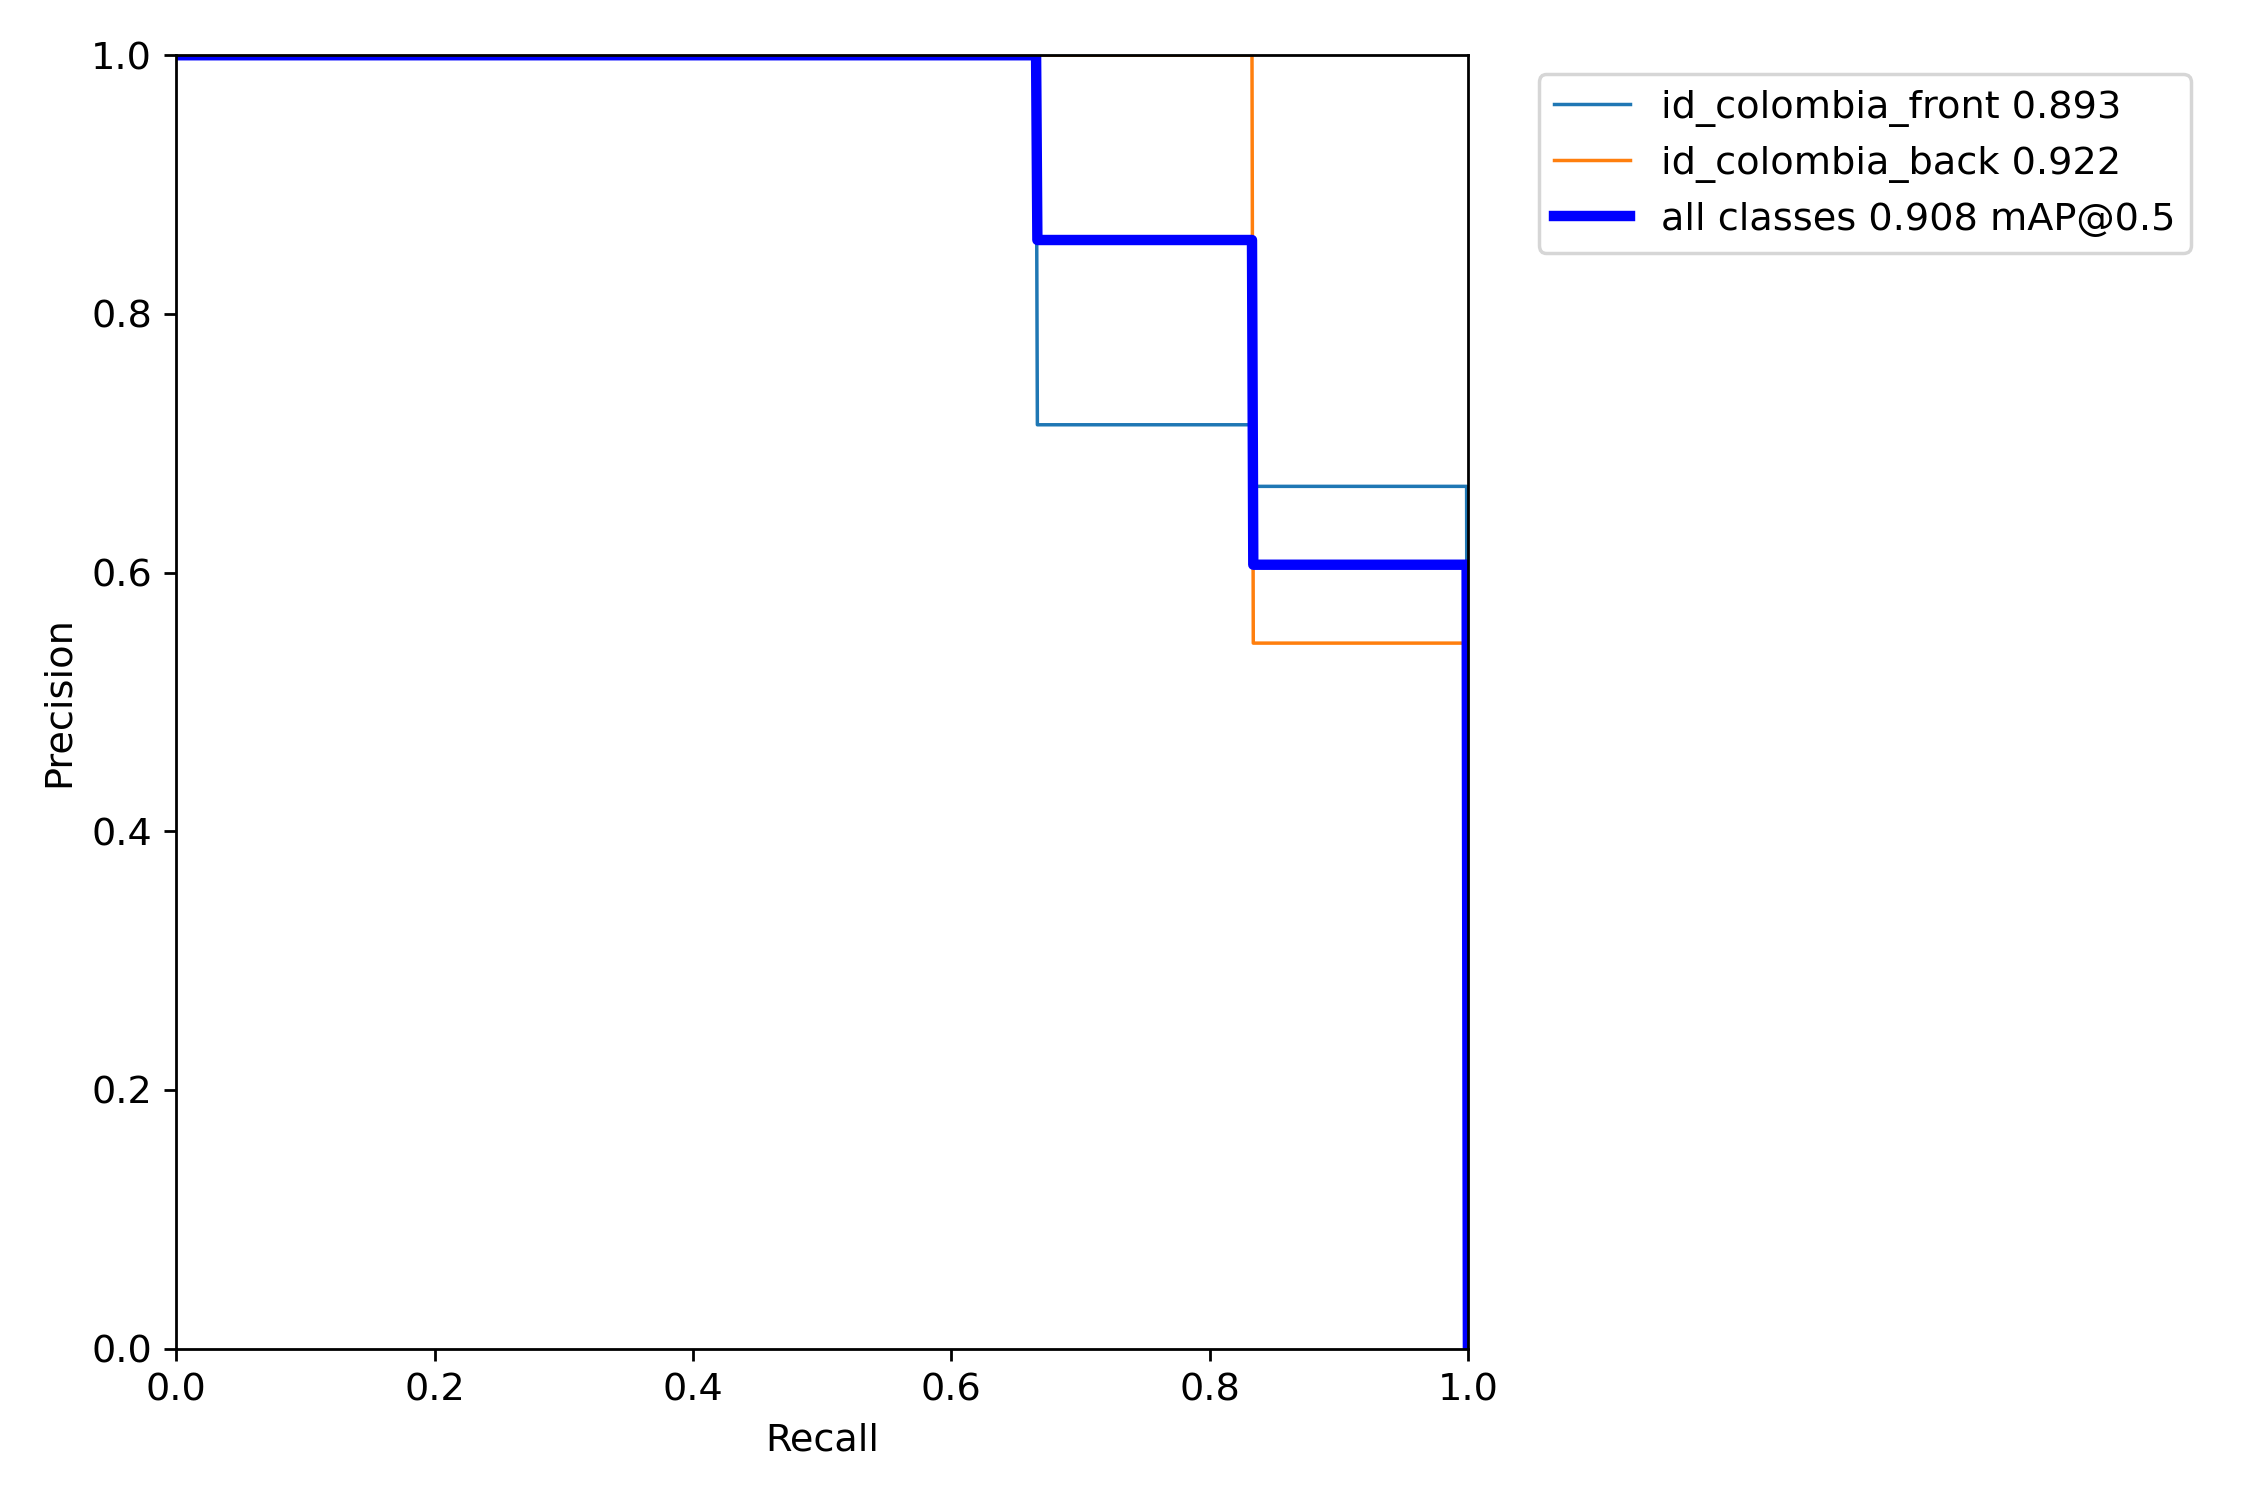 1.0
0.8
0.6
0.4
0.2
0.0
0.0 0.2 0.4 0.6 0.8 1.0
Precision
Recall
id_colombia_front 0.893
id_colombia_back 0.922
all classes 0.908 mAP@0.5